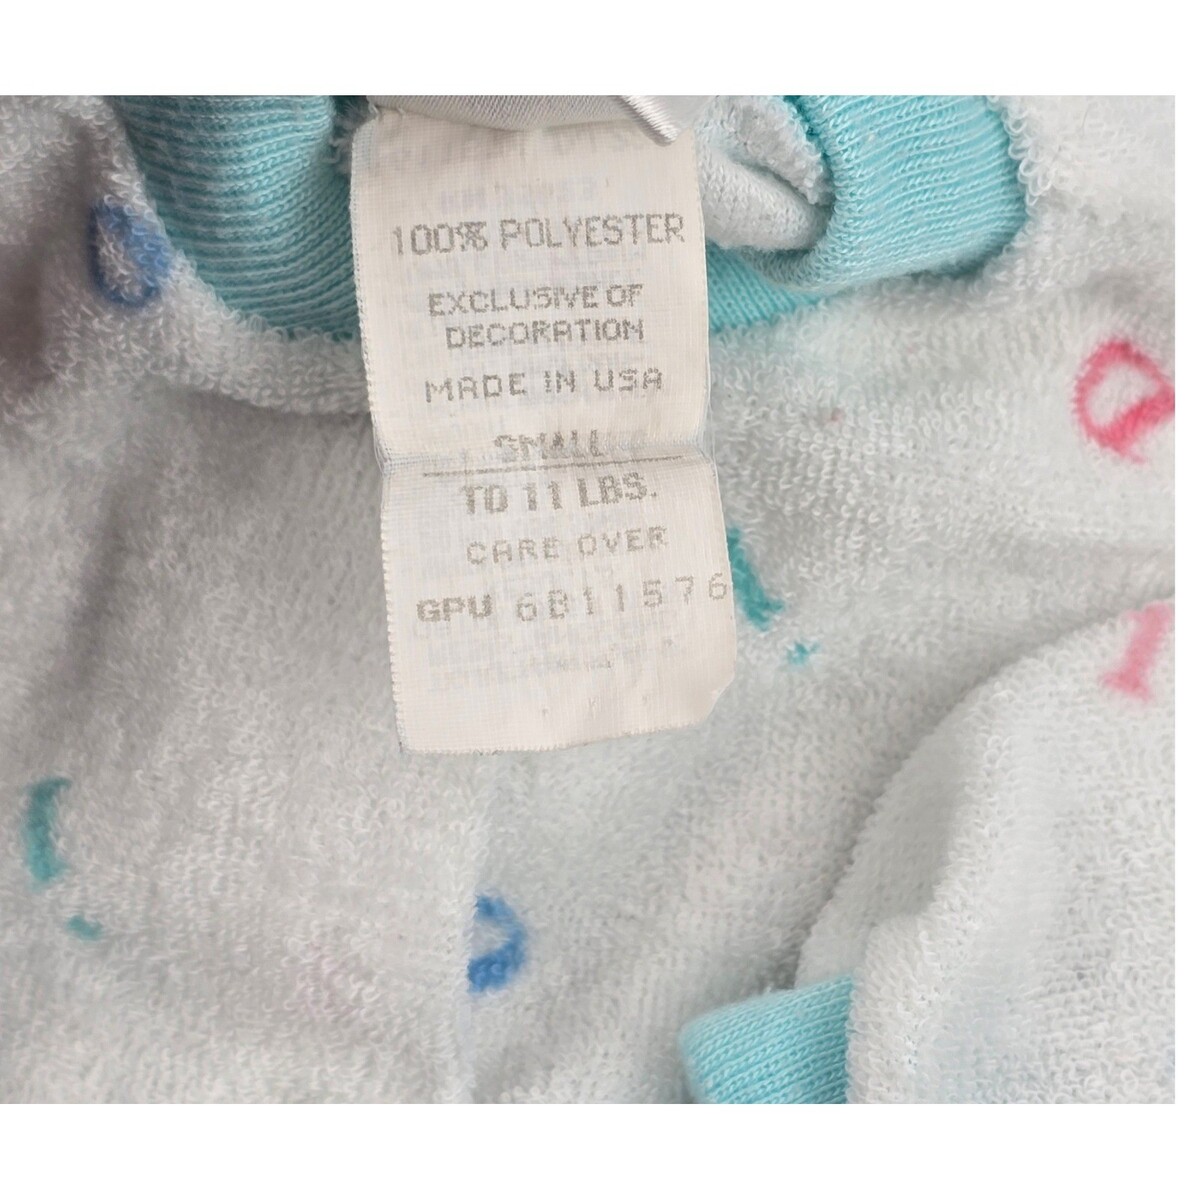 100% POLYESTER
EXCLUSIVE OF
DECORATION
MADE IN USA
SMALL
TO 11 LBS.
CARE OVER
GPU 6B11576